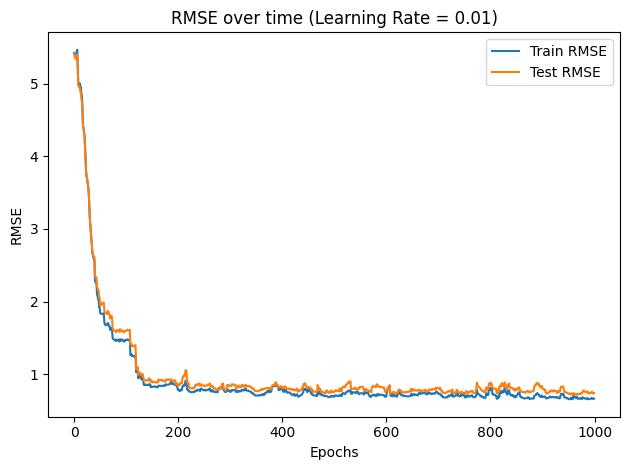 RMSE over time (Learning Rate = 0.01)
Train RMSE
Test RMSE
5
4
3
2
1
RMSE
0
200
400
600
800
1000
Epochs